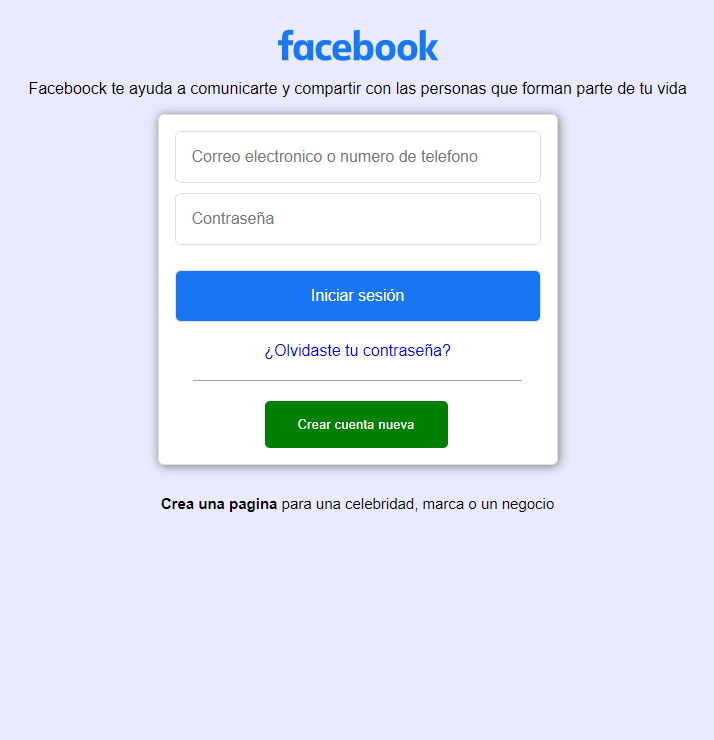 facebook
Faceboock te ayuda a comunicarte y compartir con las personas que forman parte de tu vida
Correo electronico o numero de telefono
Contraseña
Iniciar sesión
¿Olvidaste tu contraseña?
Crear cuenta nueva
Crea una pagina para una celebridad, marca o un negocio